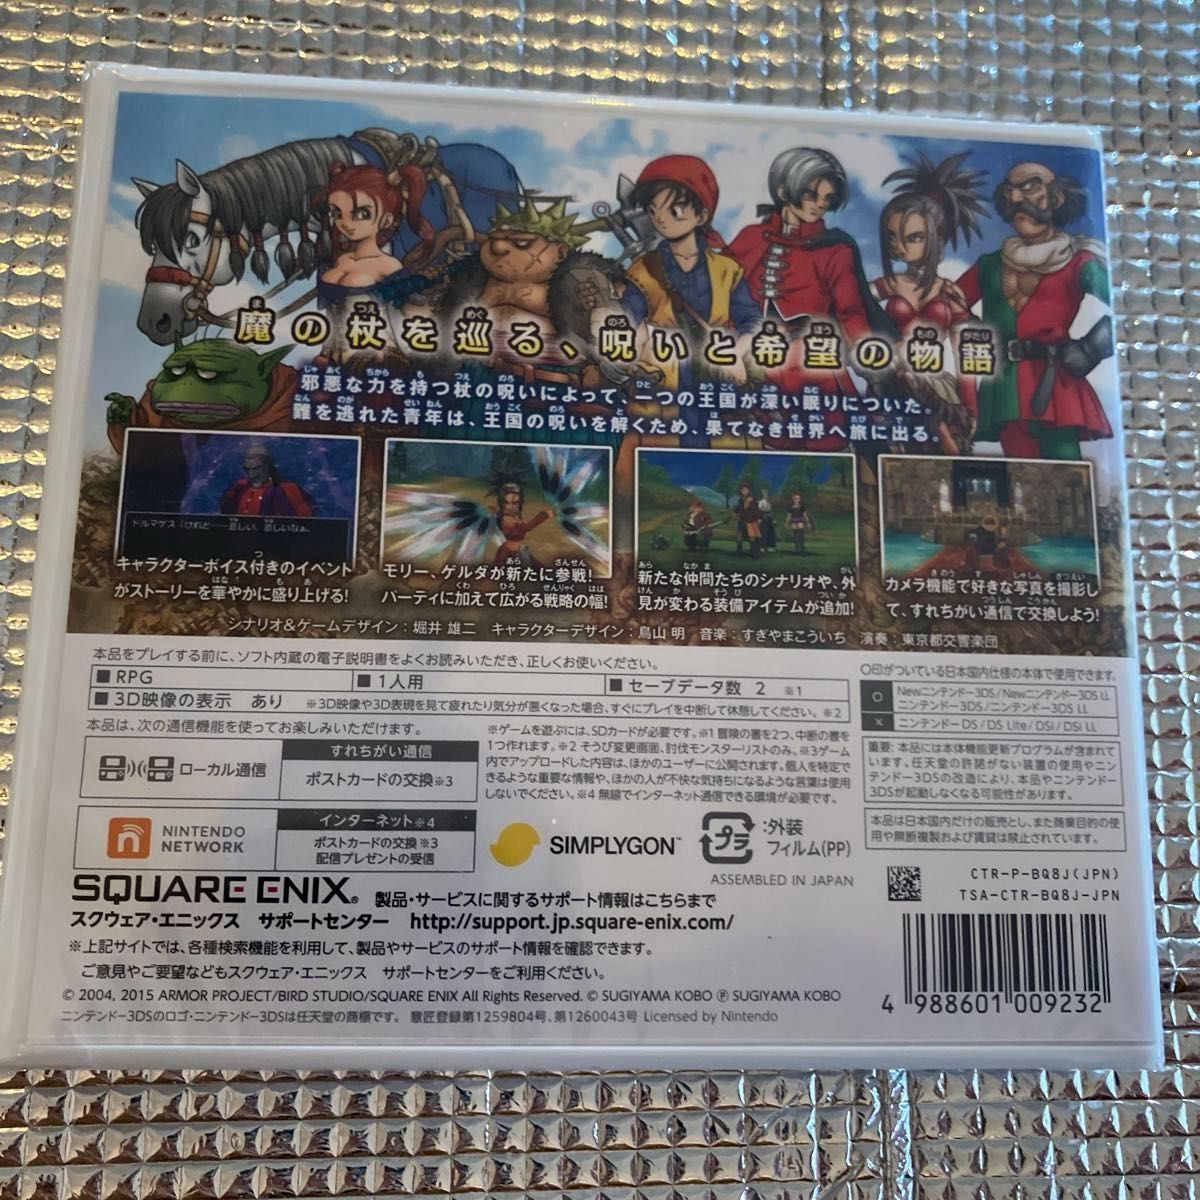 魔の杖を巡る、呪いと希望の物語
邪悪な力を持つ杖の呪いによって、一つの王国が深い眠りについた。
難を逃れた青年は、王国の呪いを解くため、果てなき世界へ旅に出る。
ドルマゲス「けれど……悲しい。悲しいなぁ。
キャラクターボイス付きのイベント
がストーリーを華やかに盛り上げる!
モリー、ゲルダが新たに参戦!
パーティに加えて広がる戦略の幅!
新たな仲間たちのシナリオや、外
見が変わる装備アイテムが追加!
カメラ機能で好きな写真を撮影し
て、すれちがい通信で交換しよう!
シナリオ&ゲームデザイン:堀井 雄二 キャラクターデザイン:鳥山 明 音楽:すぎやまこういち 演奏:東京都交響楽団
本品をプレイする前に、ソフト内蔵の電子説明書をよくお読みいただき、正しくお使いください。
■RPG ■1人用 ■セーブデータ数 2 ※1
■3D映像の表示 あり ※3D映像や3D表現を見て疲れたり気分が悪くなった場合、すぐにプレイを中断して休憩してください。※2
本品は、次の通信機能を使ってお楽しみいただけます。
ローカル通信
すれちがい通信
ポストカードの交換※3
NINTENDO
NETWORK
インターネット※4
ポストカードの交換※3
配信プレゼントの受信
※ゲームを遊ぶには、SDカードが必要です。※1 冒険の書を2つ、中断の書を
1つ作れます。※2 そうび変更画面、討伐モンスターリストのみ。※3ゲーム
内でアップロードした内容は、ほかのユーザーに公開されます。個人を特定で
きるような重要な情報や、ほかの人が不快な気持ちになるような言葉は使用
しないでください。※4 無線でインターネット通信できる環境が必要です。
SIMPLYGON™
プラ
:外装
フィルム(PP)
ASSEMBLED IN JAPAN
○印がついている日本国内仕様の本体で使用できます。
○ Newニンテンドー3DS/Newニンテンドー3DS LL
ニンテンドー3DS/ニンテンドー3DS LL
× ニンテンドーDS/DS Lite/DSi/DSi LL
重要:本品には本体機能更新プログラムが含まれて
います。任天堂の許諾がない装置の使用やニン
テンドー3DSの改造により、本品やニンテンドー
3DSが起動しなくなる可能性があります。
本品は日本国内だけの販売とし、また商業目的の使
用や無断複製および賃貸は禁止されています。
CTR-P-BQ8J(JPN)
TSA-CTR-BQ8J-JPN
SQUARE ENIX® 製品・サービスに関するサポート情報はこちらまで
スクウェア・エニックス サポートセンター http://support.jp.square-enix.com/
※上記サイトでは、各種検索機能を利用して、製品やサービスのサポート情報を確認できます。
ご意見やご要望などもスクウェア・エニックス サポートセンターをご利用ください。
© 2004, 2015 ARMOR PROJECT/BIRD STUDIO/SQUARE ENIX All Rights Reserved. © SUGIYAMA KOBO ℗ SUGIYAMA KOBO
ニンテンドー3DSのロゴ・ニンテンドー3DSは任天堂の商標です。 意匠登録第1259804号、第1260043号 Licensed by Nintendo
4 988601 009232